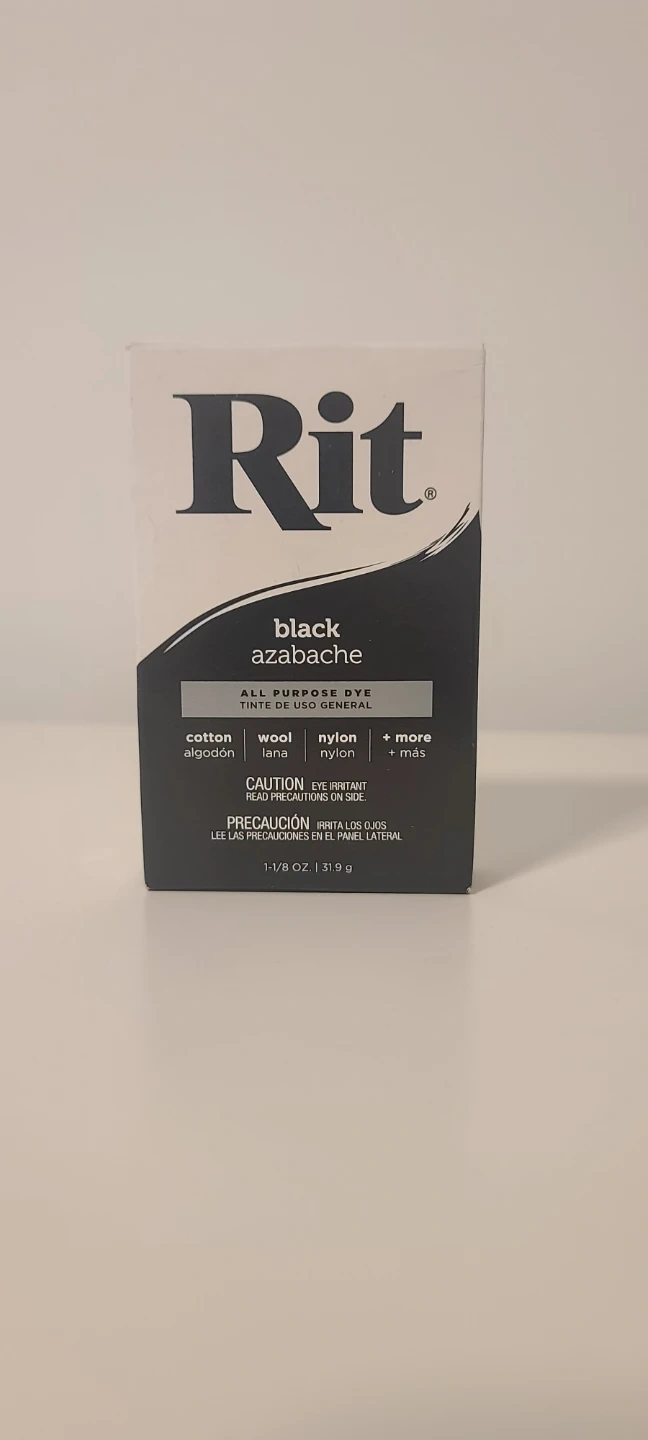 Rit®
black
azabache
ALL PURPOSE DYE
TINTE DE USO GENERAL
cotton | wool | nylon | + more
algodón | lana | nylon | + más
CAUTION EYE IRRITANT
READ PRECAUTIONS ON SIDE.
PRECAUCIÓN IRRITA LOS OJOS
LEE LAS PRECAUCIONES EN EL PANEL LATERAL
1-1/8 OZ. | 31.9 g